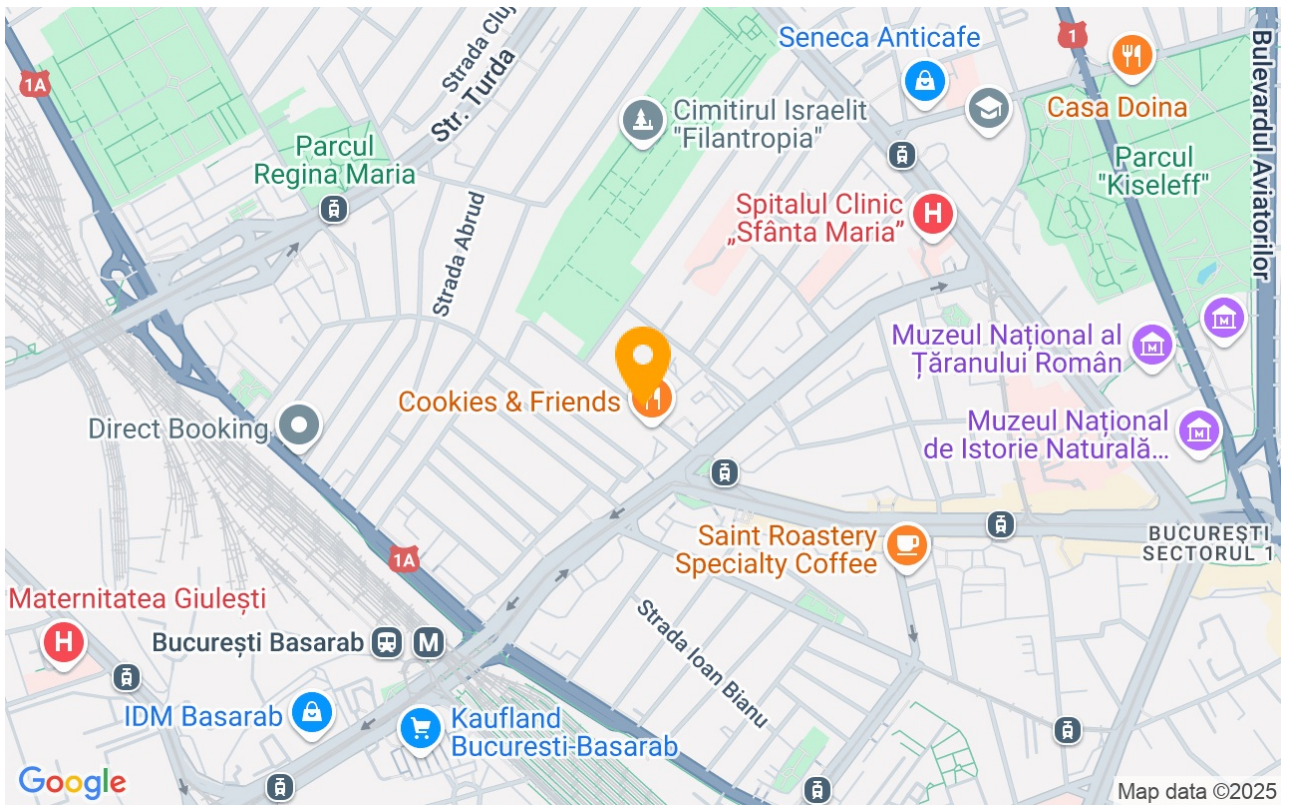 Strada Cluj
Seneca Anticafe
1
Bulevardul Aviatorilor
1A
Str. Turda
Casa Doina
Cimitirul Israelit
"Filantropia"
Parcul
Regina Maria
Parcul
"Kiseleff"
Spitalul Clinic
„Sfânta Maria”
H
Strada Abrud
Muzeul Național al
Țăranului Român
M
M
Cookies & Friends
Direct Booking
Muzeul Național
de Istorie Naturală...
M
Saint Roastery
Specialty Coffee
BUCUREȘTI
SECTORUL 1
1A
Maternitatea Giulești
H
București Basarab
M
Strada Ioan Bianu
IDM Basarab
Kaufland
Bucuresti-Basarab
Google
Map data ©2025